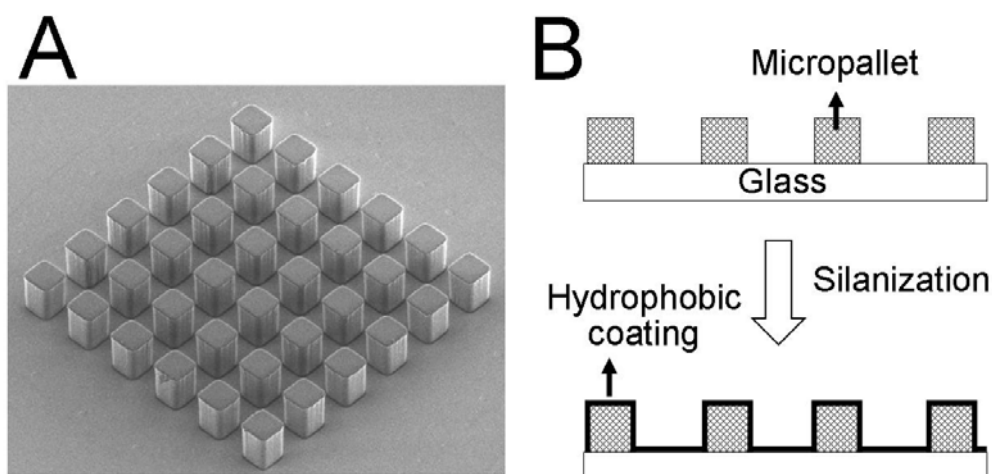 A
B
Micropallet
Glass
Silanization
Hydrophobic
coating